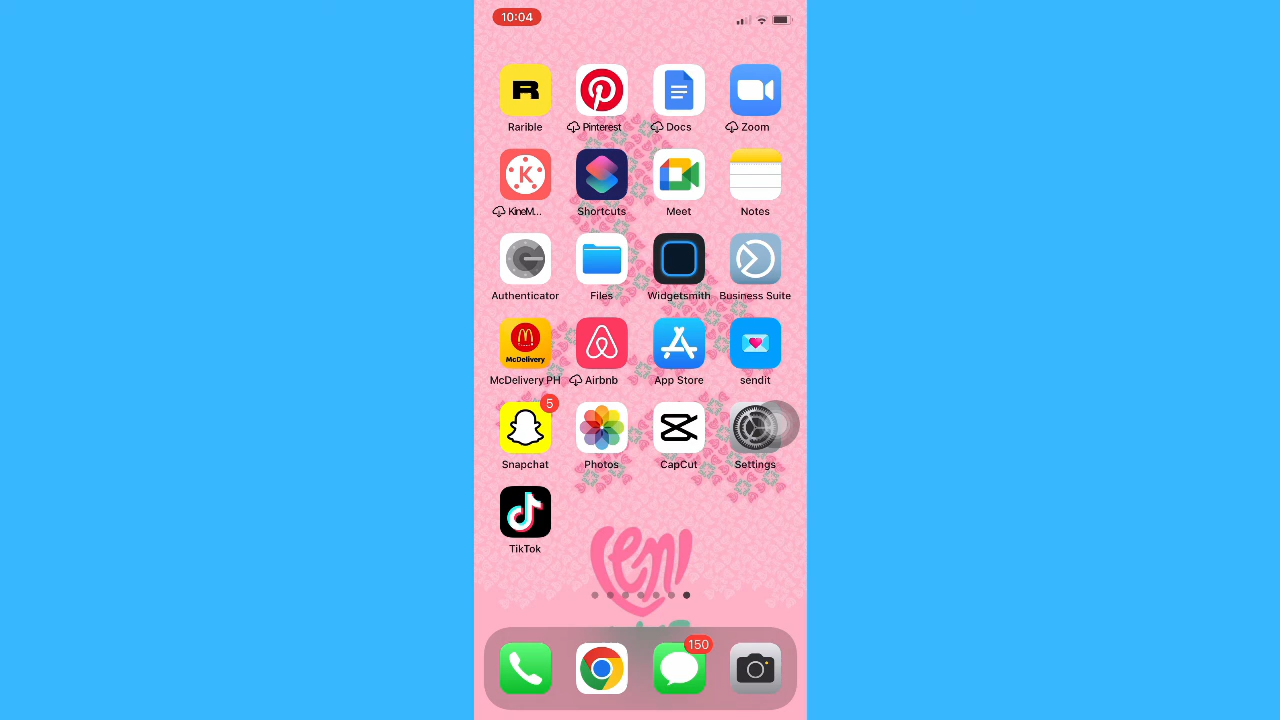 10:04
R
Rarible
Pinterest
Docs
Zoom
K
KineM...
Shortcuts
Meet
Notes
Authenticator
Files
Widgetsmith
Business Suite
McDelivery
McDelivery PH
Airbnb
App Store
sendit
5
Snapchat
Photos
CapCut
Settings
TikTok
leni
150